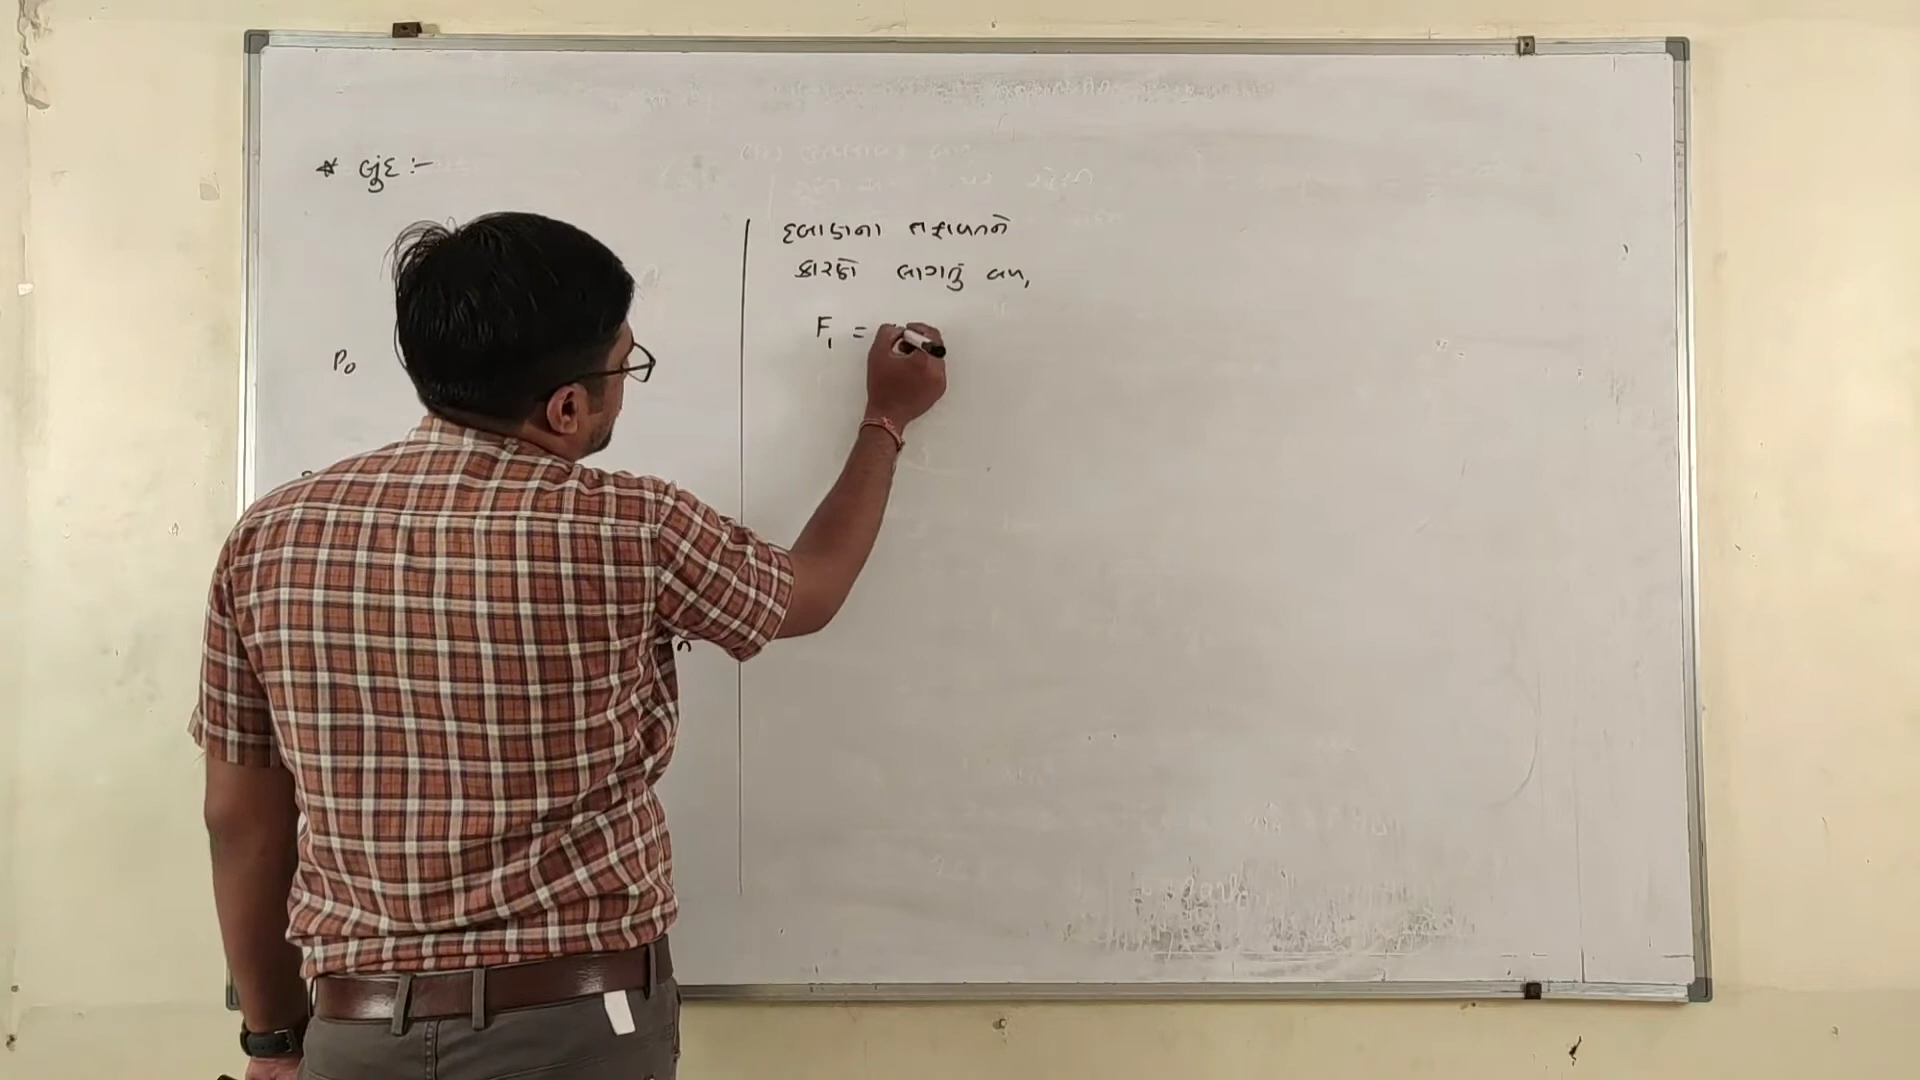 * બુંદ :-
P₀
દબાણના તફાવતને
કારણે લાગતું બળ,
F₁ =